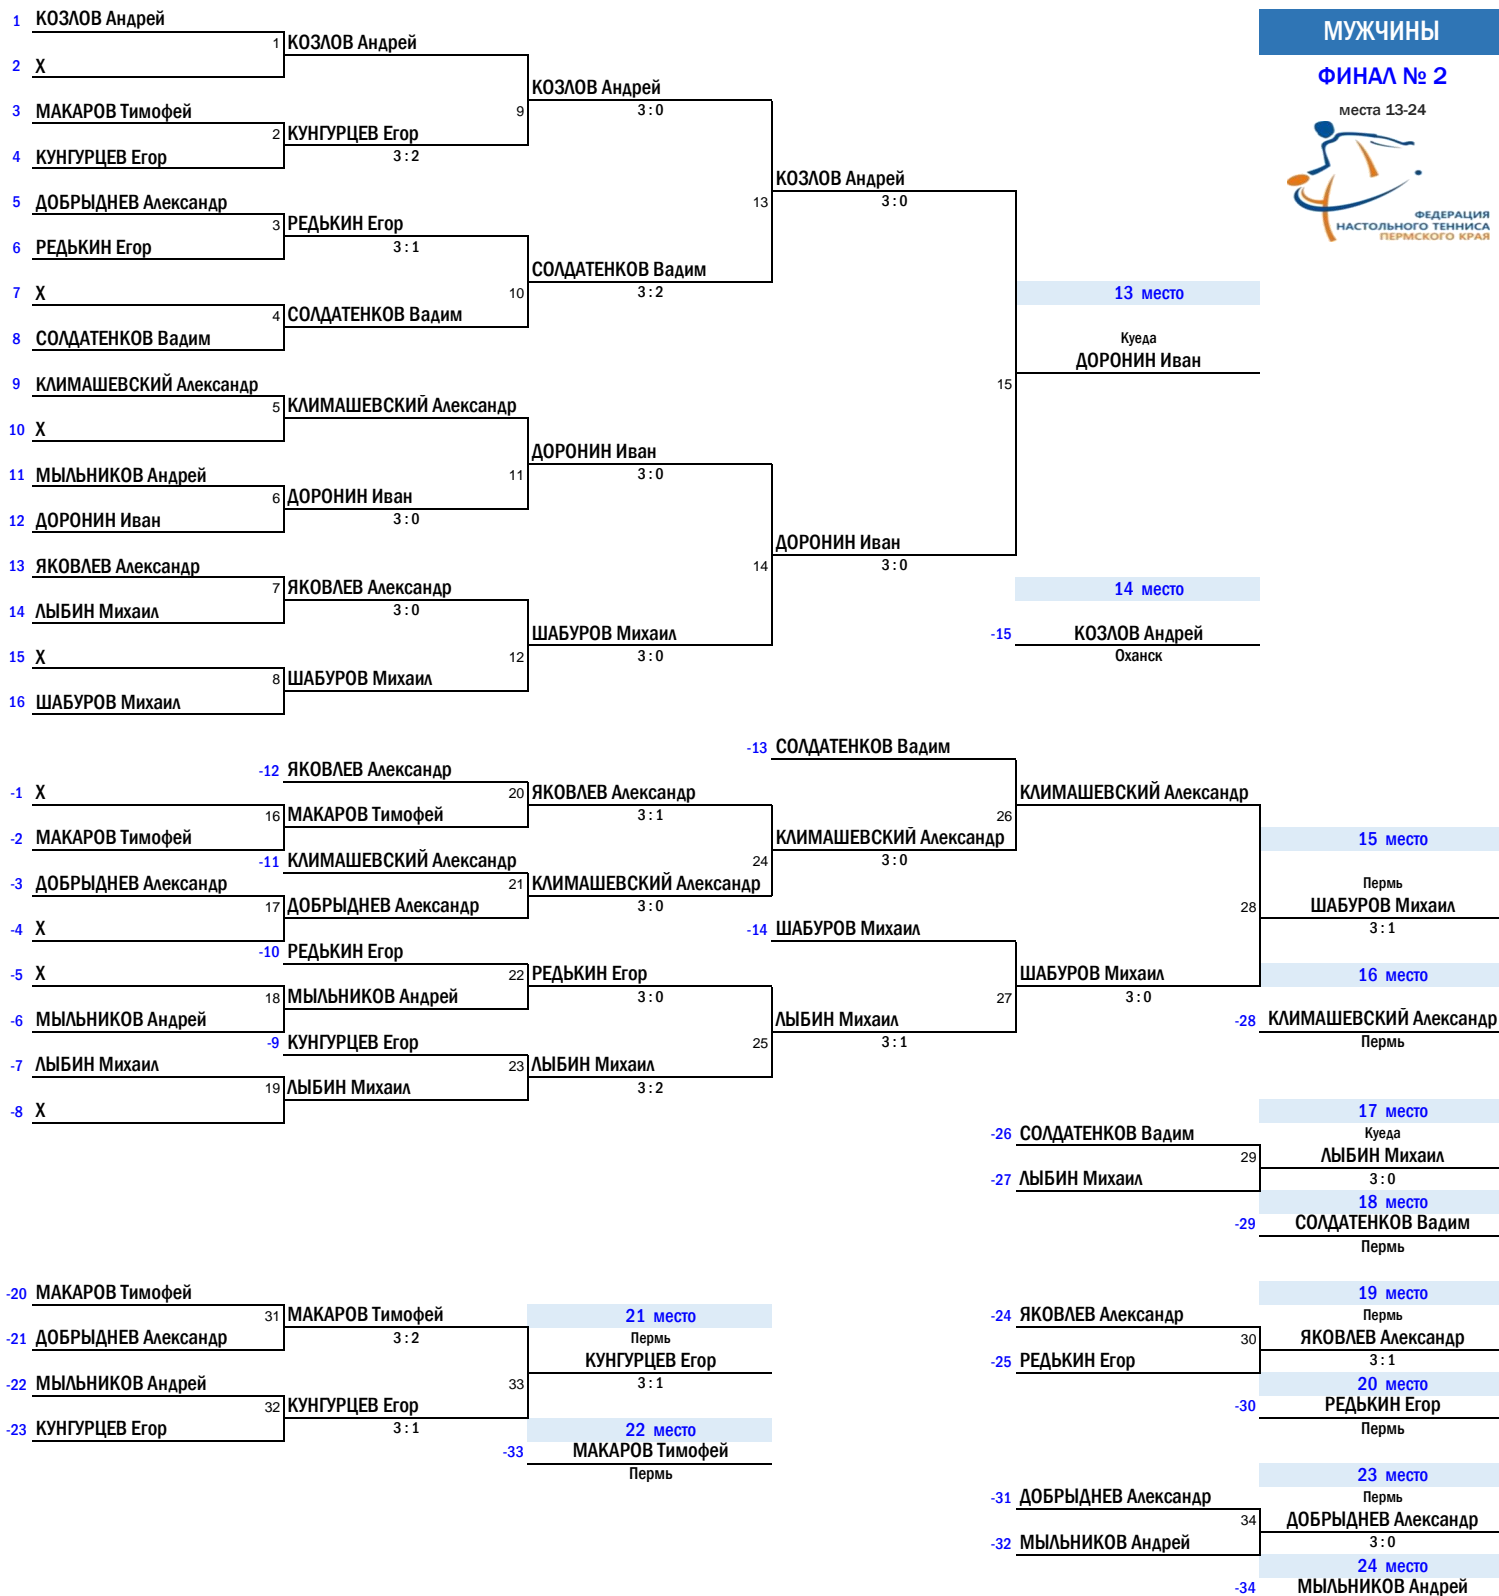 МУЖЧИНЫ
ФИНАЛ № 2
места 13-24
ФЕДЕРАЦИЯ
НАСТОЛЬНОГО ТЕННИСА
ПЕРМСКОГО КРАЯ
1 КОЗЛОВ Андрей
1 КОЗЛОВ Андрей
2 X
КОЗЛОВ Андрей
9 3 : 0
3 МАКАРОВ Тимофей
2 КУНГУРЦЕВ Егор
3 : 2
4 КУНГУРЦЕВ Егор
КОЗЛОВ Андрей
13 3 : 0
5 ДОБРЫДНЕВ Александр
3 РЕДЬКИН Егор
3 : 1
6 РЕДЬКИН Егор
СОЛДАТЕНКОВ Вадим
10 3 : 2
7 X
4 СОЛДАТЕНКОВ Вадим
8 СОЛДАТЕНКОВ Вадим
13 место
Куеда
15 ДОРОНИН Иван
9 КЛИМАШЕВСКИЙ Александр
5 КЛИМАШЕВСКИЙ Александр
10 X
ДОРОНИН Иван
11 3 : 0
11 МЫЛЬНИКОВ Андрей
6 ДОРОНИН Иван
3 : 0
12 ДОРОНИН Иван
ДОРОНИН Иван
14 3 : 0
13 ЯКОВЛЕВ Александр
7 ЯКОВЛЕВ Александр
3 : 0
14 ЛЫБИН Михаил
14 место
ШАБУРОВ Михаил
12 3 : 0
-15 КОЗЛОВ Андрей
Оханск
15 X
8 ШАБУРОВ Михаил
16 ШАБУРОВ Михаил
-13 СОЛДАТЕНКОВ Вадим
-12 ЯКОВЛЕВ Александр
-1 X
20 ЯКОВЛЕВ Александр
3 : 1
26 КЛИМАШЕВСКИЙ Александр
16 МАКАРОВ Тимофей
-2 МАКАРОВ Тимофей
КЛИМАШЕВСКИЙ Александр
24 3 : 0
15 место
-11 КЛИМАШЕВСКИЙ Александр
-3 ДОБРЫДНЕВ Александр
21 КЛИМАШЕВСКИЙ Александр
3 : 0
Пермь
28 ШАБУРОВ Михаил
3 : 1
17 ДОБРЫДНЕВ Александр
-4 X
-14 ШАБУРОВ Михаил
-10 РЕДЬКИН Егор
-5 X
22 РЕДЬКИН Егор
3 : 0
27 ШАБУРОВ Михаил
3 : 0
16 место
18 МЫЛЬНИКОВ Андрей
-6 МЫЛЬНИКОВ Андрей
ЛЫБИН Михаил
25 3 : 1
-28 КЛИМАШЕВСКИЙ Александр
Пермь
-9 КУНГУРЦЕВ Егор
-7 ЛЫБИН Михаил
23 ЛЫБИН Михаил
3 : 2
19 ЛЫБИН Михаил
-8 X
17 место
-26 СОЛДАТЕНКОВ Вадим
Куеда
29 ЛЫБИН Михаил
3 : 0
-27 ЛЫБИН Михаил
18 место
-29 СОЛДАТЕНКОВ Вадим
Пермь
-20 МАКАРОВ Тимофей
31 МАКАРОВ Тимофей
3 : 2
-21 ДОБРЫДНЕВ Александр
21 место
Пермь
33 КУНГУРЦЕВ Егор
3 : 1
-22 МЫЛЬНИКОВ Андрей
32 КУНГУРЦЕВ Егор
3 : 1
-23 КУНГУРЦЕВ Егор
22 место
-33 МАКАРОВ Тимофей
Пермь
19 место
-24 ЯКОВЛЕВ Александр
Пермь
30 ЯКОВЛЕВ Александр
3 : 1
-25 РЕДЬКИН Егор
20 место
-30 РЕДЬКИН Егор
Пермь
23 место
-31 ДОБРЫДНЕВ Александр
Пермь
34 ДОБРЫДНЕВ Александр
3 : 0
-32 МЫЛЬНИКОВ Андрей
24 место
-34 МЫЛЬНИКОВ Андрей